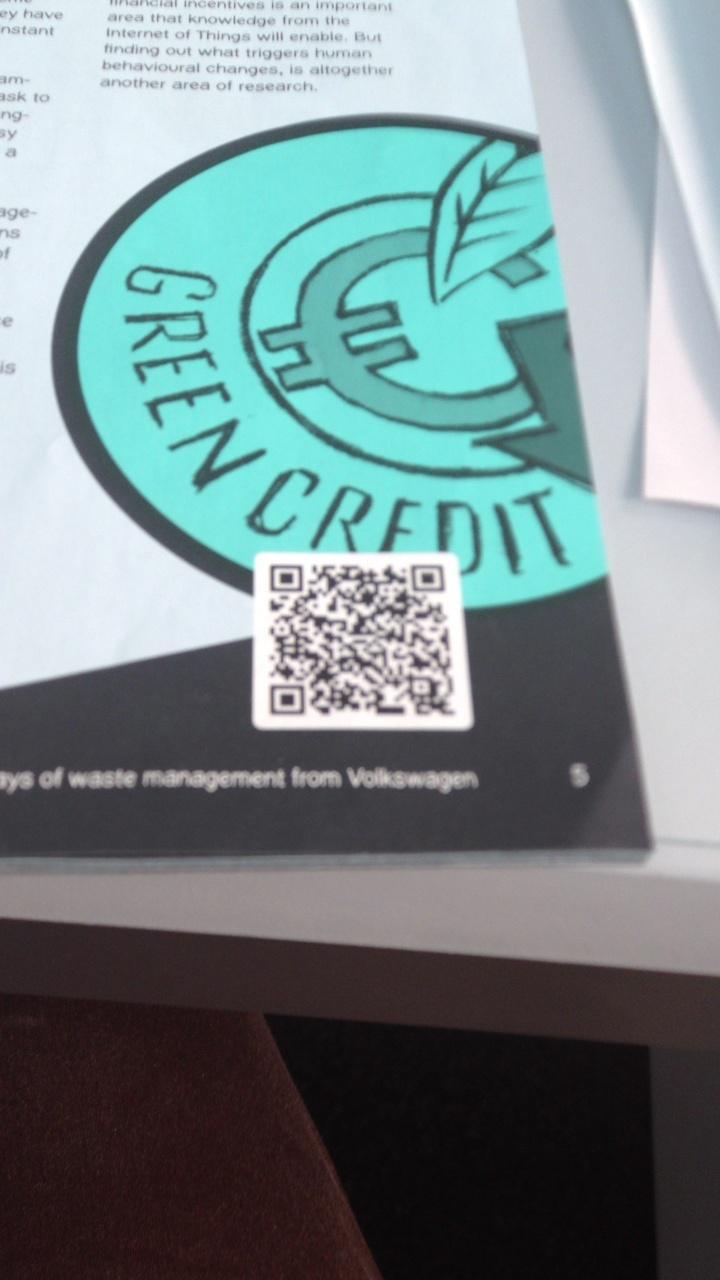 ey have
nstant
am-
ask to
ng-
sy
a
age-
ns
of
e
is
financial incentives is an important
area that knowledge from the
Internet of Things will enable. But
finding out what triggers human
behavioural changes, is altogether
another area of research.
GREEN CREDIT
ays of waste management from Volkswagen
5